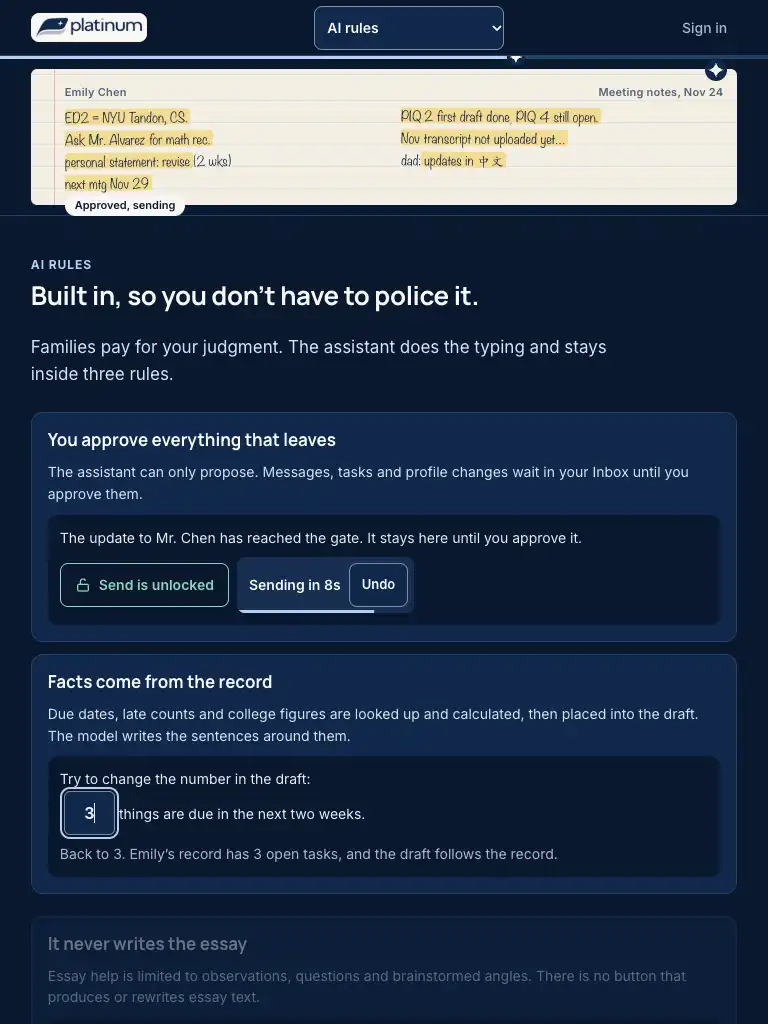 platinum
AI rules
Sign in
Emily Chen
Meeting notes, Nov 24
ED2 = NYU Tandon, CS.
Ask Mr. Alvarez for math rec.
personal statement: revise (2 wks)
next mtg Nov 29
PIQ 2 first draft done, PIQ 4 still open.
Nov transcript not uploaded yet...
dad: updates in 中文
Approved, sending
AI RULES
Built in, so you don't have to police it.
Families pay for your judgment. The assistant does the typing and stays
inside three rules.
You approve everything that leaves
The assistant can only propose. Messages, tasks and profile changes wait in your Inbox until you
approve them.
The update to Mr. Chen has reached the gate. It stays here until you approve it.
Send is unlocked
Sending in 8s
Undo
Facts come from the record
Due dates, late counts and college figures are looked up and calculated, then placed into the draft.
The model writes the sentences around them.
Try to change the number in the draft:
3 things are due in the next two weeks.
Back to 3. Emily's record has 3 open tasks, and the draft follows the record.
It never writes the essay
Essay help is limited to observations, questions and brainstormed angles. There is no button that
produces or rewrites essay text.